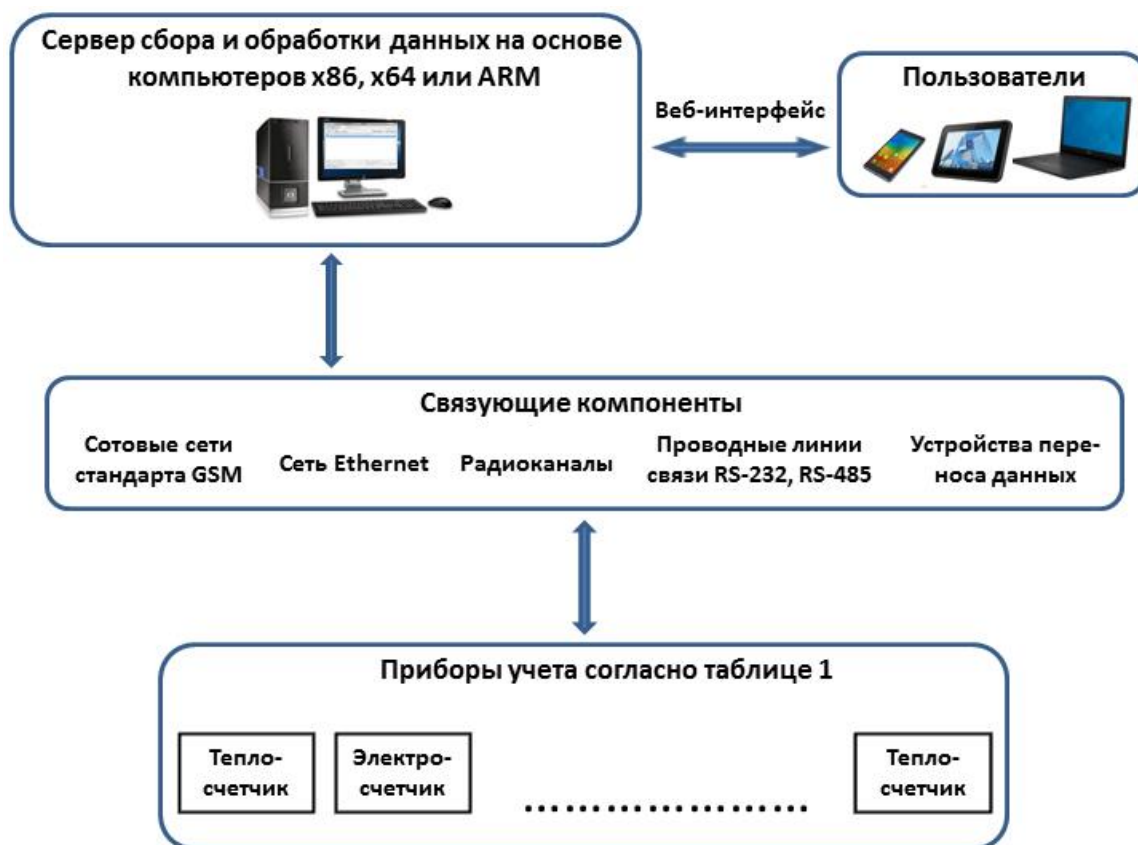 Сервер сбора и обработки данных на основе
компьютеров x86, x64 или ARM
Веб-интерфейс
Пользователи
Связующие компоненты
Сотовые сети
стандарта GSM
Сеть Ethernet
Радиоканалы
Проводные линии
связи RS-232, RS-485
Устройства пере-
носа данных
Приборы учета согласно таблице 1
Тепло-
счетчик
Электро-
счетчик
.....................
Тепло-
счетчик